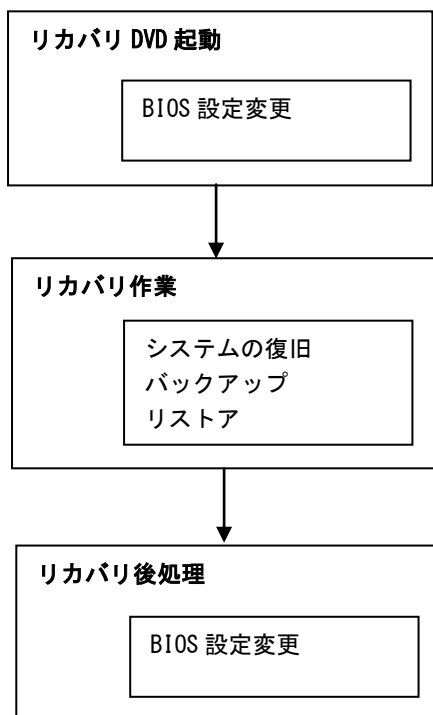 リカバリ DVD 起動
BIOS 設定変更
リカバリ作業
システムの復旧
バックアップ
リストア
リカバリ後処理
BIOS 設定変更